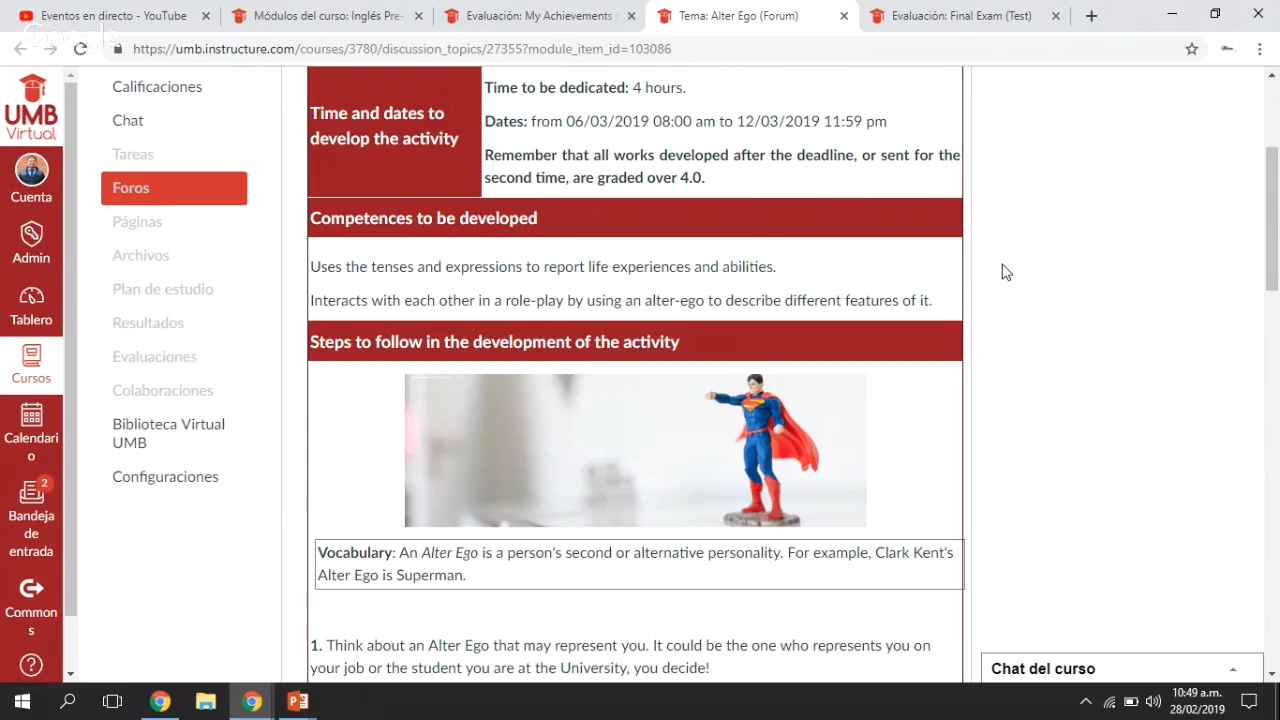 Eventos en directo - YouTube
Módulos del curso: Inglés Pre
Evaluación: My Achievements
Tema: Alter Ego (Forum)
Evaluación: Final Exam (Test)
https://umb.instructure.com/courses/3780/discussion_topics/27355?module_item_id=103086
UMB
Virtual
Cuenta
Admin
Tablero
Cursos
Calendari
o
2
Bandeja
de
entrada
Common
s
Calificaciones
Chat
Tareas
Foros
Páginas
Archivos
Plan de estudio
Resultados
Evaluaciones
Colaboraciones
Biblioteca Virtual
UMB
Configuraciones
Time and dates to
develop the activity
Time to be dedicated: 4 hours.
Dates: from 06/03/2019 08:00 am to 12/03/2019 11:59 pm
Remember that all works developed after the deadline, or sent for the
second time, are graded over 4.0.
Competences to be developed
Uses the tenses and expressions to report life experiences and abilities.
Interacts with each other in a role-play by using an alter-ego to describe different features of it.
Steps to follow in the development of the activity
Vocabulary: An Alter Ego is a person's second or alternative personality. For example, Clark Kent's
Alter Ego is Superman.
1. Think about an Alter Ego that may represent you. It could be the one who represents you on
your job or the student you are at the University, you decide!
Chat del curso
10:49 a.m.
28/02/2019